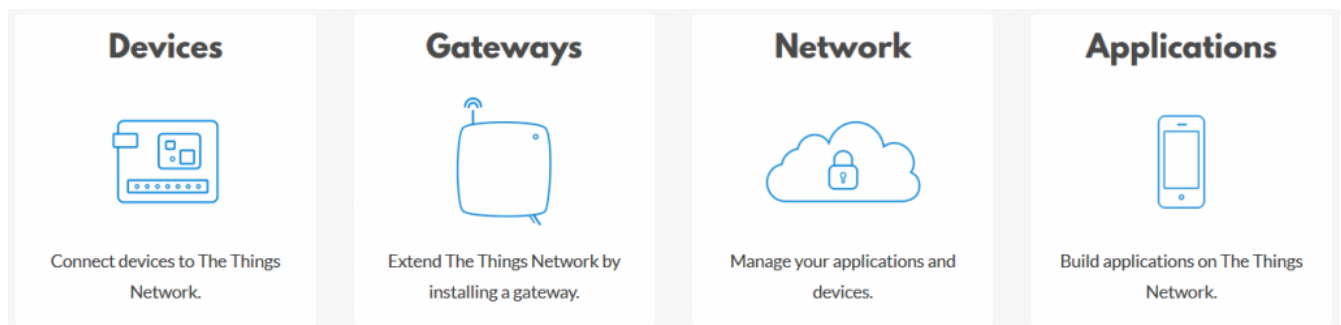 Devices
Connect devices to The Things
Network.
Gateways
Extend The Things Network by
installing a gateway.
Network
Manage your applications and
devices.
Applications
Build applications on The Things
Network.